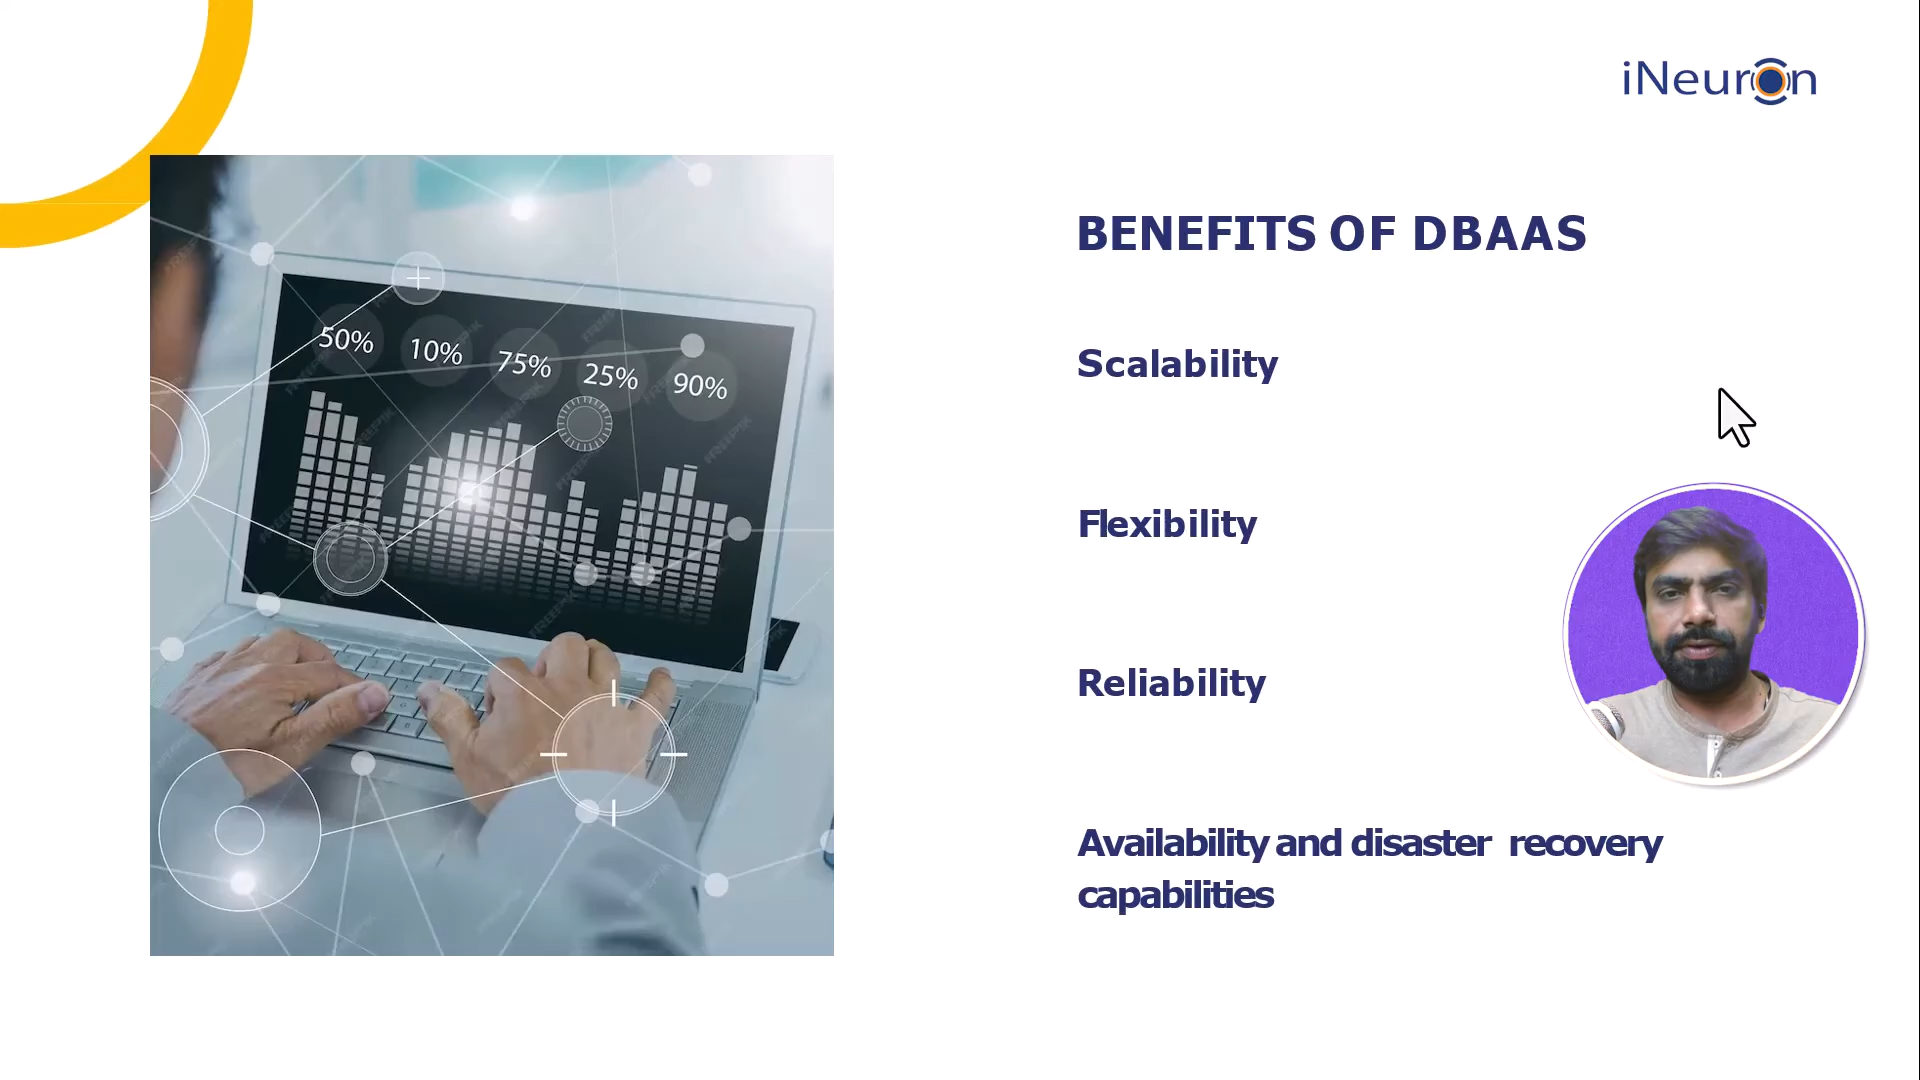 iNeuron
BENEFITS OF DBAAS
50%
10%
75%
25%
90%
Scalability
Flexibility
Reliability
Availability and disaster recovery
capabilities